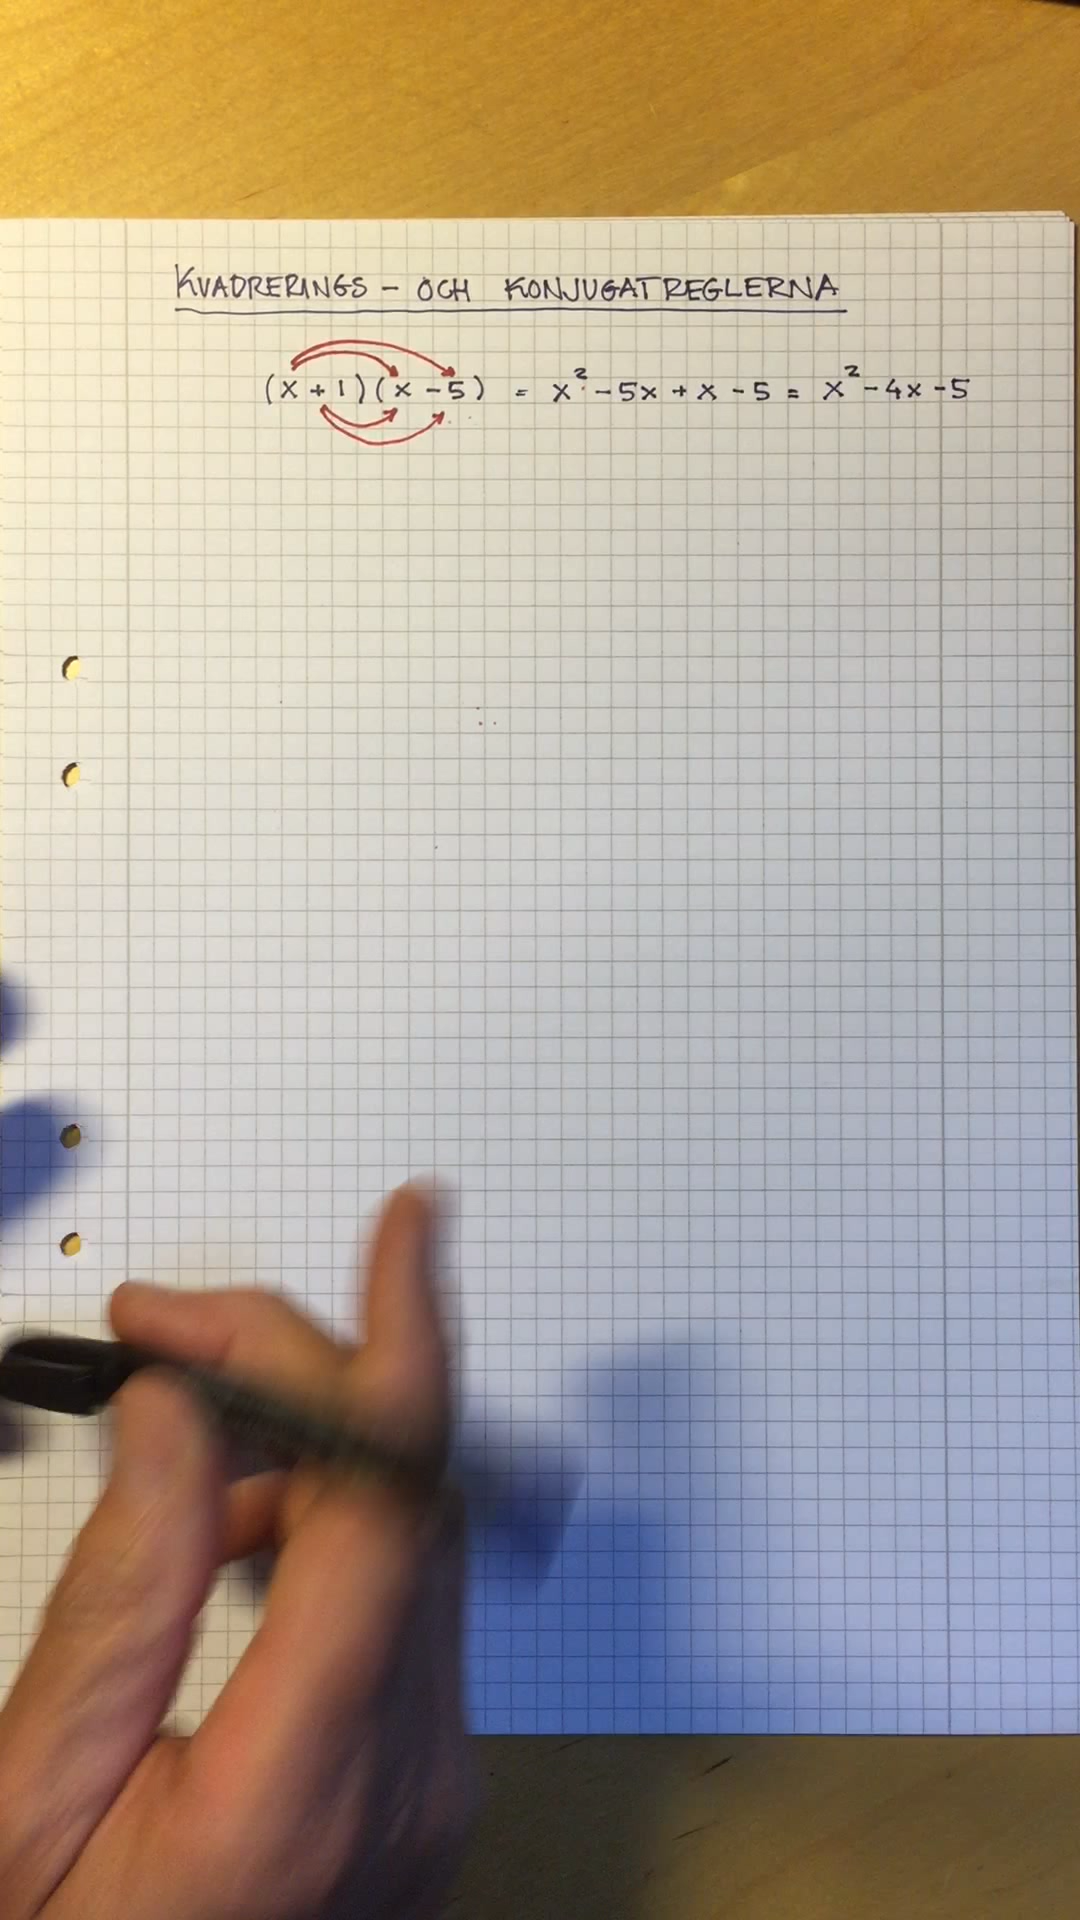 KVADRERINGS - OCH KONJUGATREGLERNA
(x + 1)(x - 5) = x² - 5x + x - 5 = x² - 4x - 5